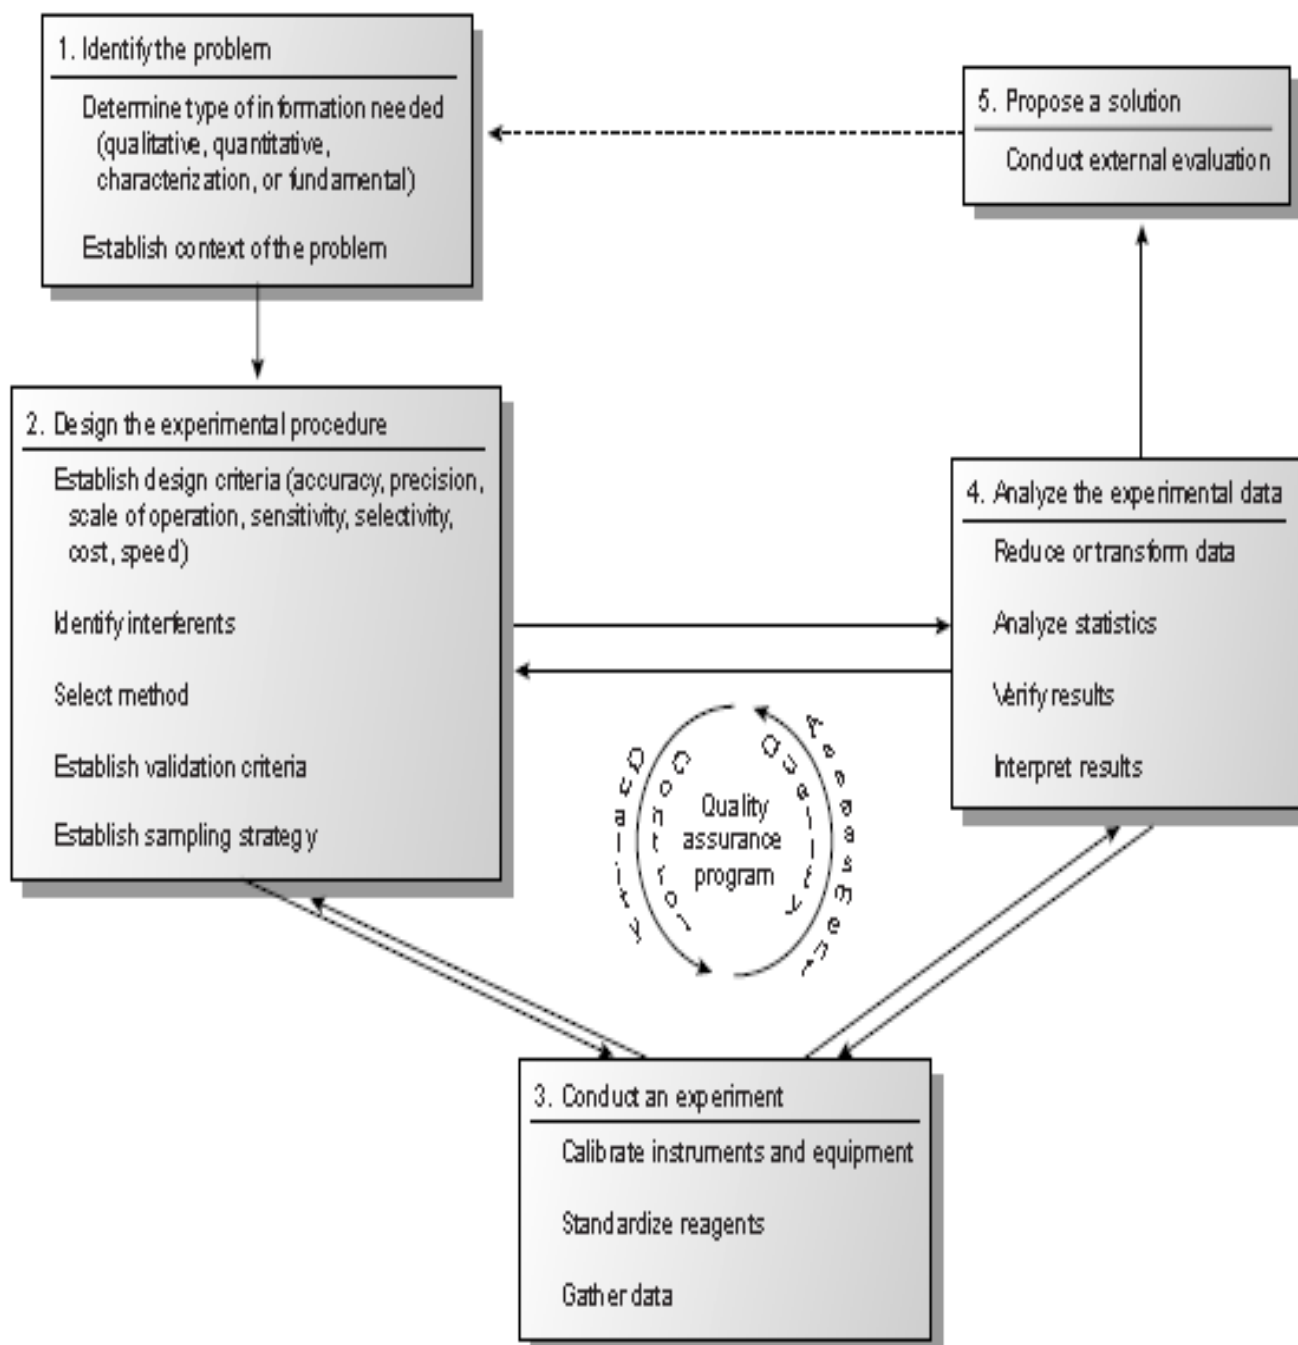 1. Identify the problem
Determine type of information needed
(qualitative, quantitative,
characterization, or fundamental)
Establish context of the problem
5. Propose a solution
Conduct external evaluation
2. Design the experimental procedure
Establish design criteria (accuracy, precision,
scale of operation, sensitivity, selectivity,
cost, speed)
Identify interferents
Select method
Establish validation criteria
Establish sampling strategy
4. Analyze the experimental data
Reduce or transform data
Analyze statistics
Verify results
Interpret results
Quality
Control
Quality
assurance
program
Quality
Assessment
3. Conduct an experiment
Calibrate instruments and equipment
Standardize reagents
Gather data